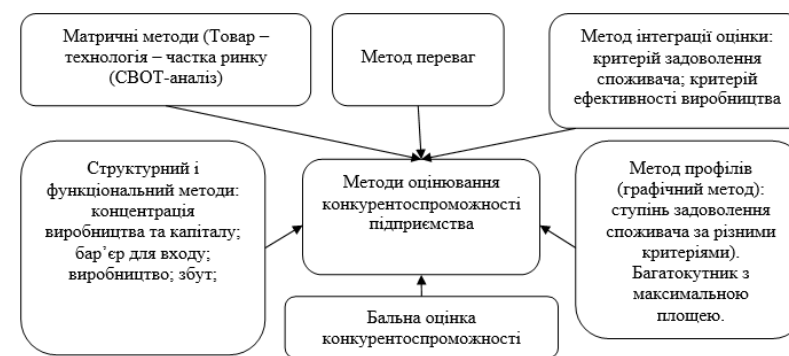 Матричні методи (Товар –
технологія – частка ринку
(СВОТ-аналіз)
Метод переваг
Метод інтеграції оцінки:
критерій задоволення
споживача; критерій
ефективності виробництва
Структурний і
функціональний методи:
концентрація
виробництва та капіталу;
бар’єр для входу;
виробництво; збут;
Методи оцінювання
конкурентоспроможності
підприємства
Метод профілів
(графічний метод):
ступінь задоволення
споживача за різними
критеріями).
Багатокутник з
максимальною
площею.
Бальна оцінка
конкурентоспроможності